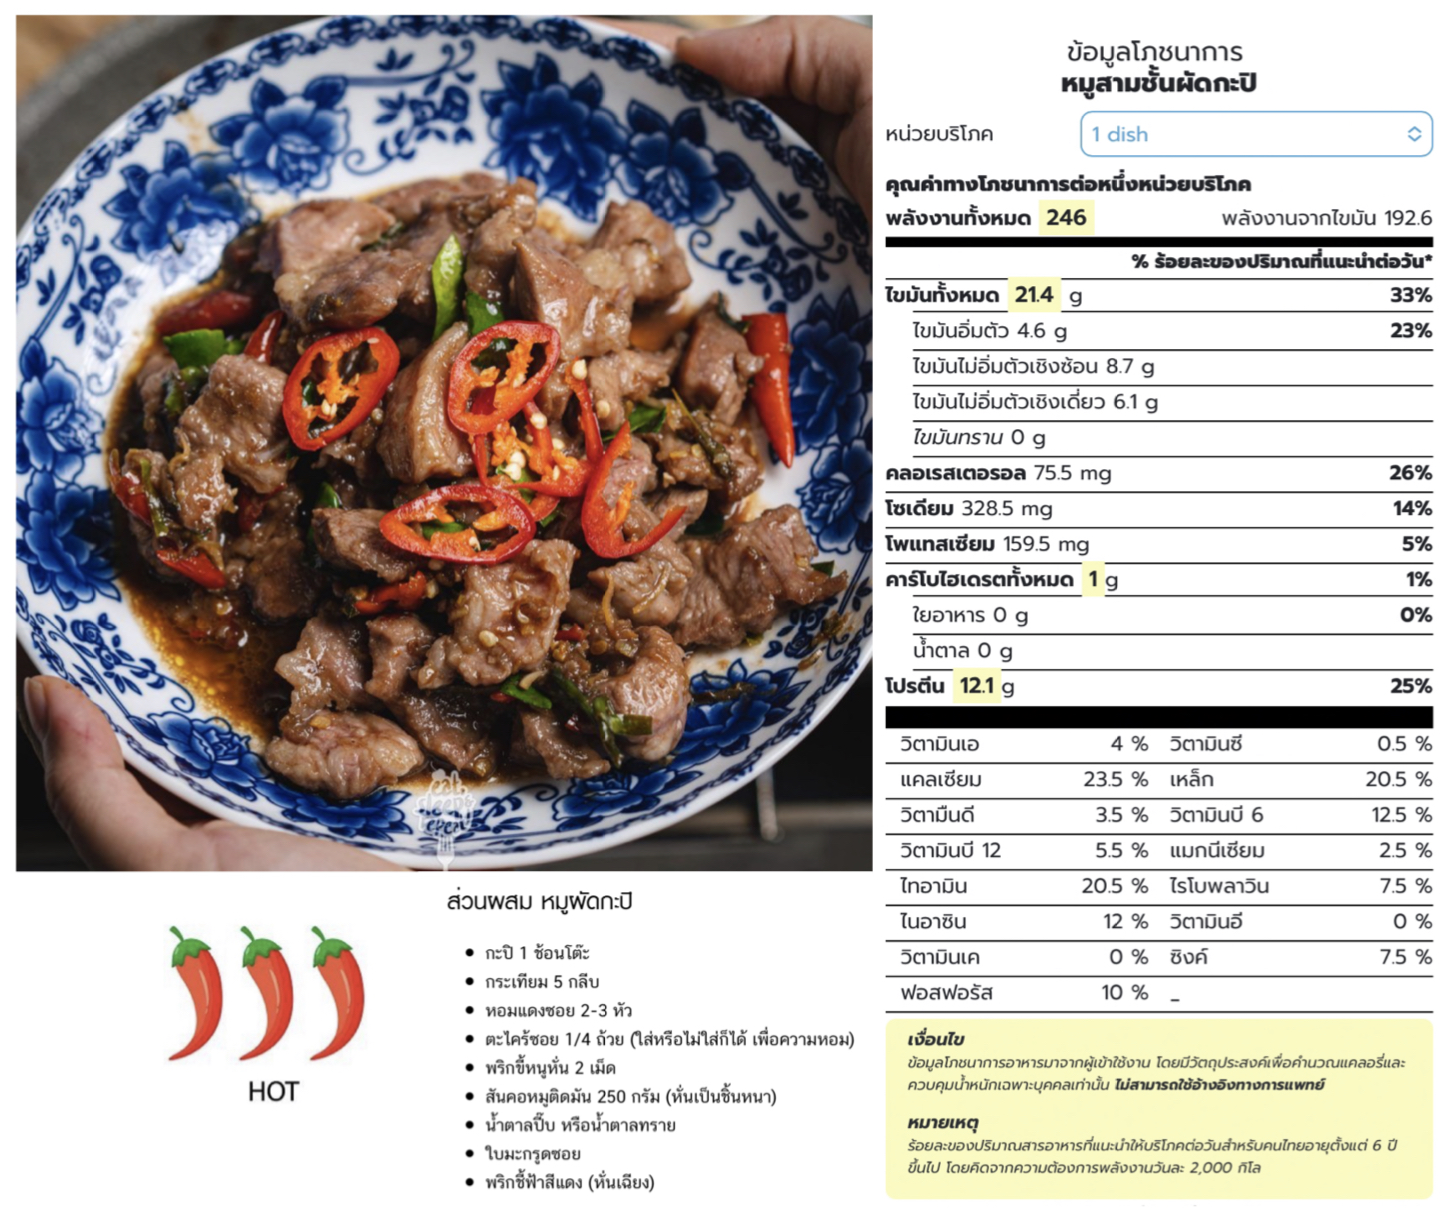 eat
sleep&
repeat
ส่วนผสม หมูผัดกะปิ
กะปิ 1 ช้อนโต๊ะ
กระเทียม 5 กลีบ
หอมแดงซอย 2-3 หัว
ตะไคร้ซอย 1/4 ถ้วย (ใส่หรือไม่ใส่ก็ได้ เพื่อความหอม)
พริกขี้หนูหั่น 2 เม็ด
สันคอหมูติดมัน 250 กรัม (หั่นเป็นชิ้นหนา)
น้ำตาลปี๊บ หรือน้ำตาลทราย
ใบมะกรูดซอย
พริกชี้ฟ้าสีแดง (หั่นเฉียง)
HOT
ข้อมูลโภชนาการ
หมูสามชั้นผัดกะปิ
หน่วยบริโภค 1 dish
คุณค่าทางโภชนาการต่อหนึ่งหน่วยบริโภค
พลังงานทั้งหมด 246 พลังงานจากไขมัน 192.6
% ร้อยละของปริมาณที่แนะนำต่อวัน*
ไขมันทั้งหมด 21.4 g 33%
ไขมันอิ่มตัว 4.6 g 23%
ไขมันไม่อิ่มตัวเชิงซ้อน 8.7 g
ไขมันไม่อิ่มตัวเชิงเดี่ยว 6.1 g
ไขมันทราน 0 g
คลอเรสเตอรอล 75.5 mg 26%
โซเดียม 328.5 mg 14%
โพแทสเซียม 159.5 mg 5%
คาร์โบไฮเดรตทั้งหมด 1 g 1%
ใยอาหาร 0 g 0%
น้ำตาล 0 g
โปรตีน 12.1 g 25%
วิตามินเอ 4 % วิตามินซี 0.5 %
แคลเซียม 23.5 % เหล็ก 20.5 %
วิตามืนดี 3.5 % วิตามินบี 6 12.5 %
วิตามินบี 12 5.5 % แมกนีเซียม 2.5 %
ไทอามิน 20.5 % ไรโบพลาวิน 7.5 %
ไนอาซิน 12 % วิตามินอี 0 %
วิตามินเค 0 % ซิงค์ 7.5 %
ฟอสฟอรัส 10 % _
เงื่อนไข
ข้อมูลโภชนาการอาหารมาจากผู้เข้าใช้งาน โดยมีวัตถุประสงค์เพื่อคำนวณแคลอรี่และ
ควบคุมน้ำหนักเฉพาะบุคคลเท่านั้น ไม่สามารถใช้อ้างอิงทางการแพทย์
หมายเหตุ
ร้อยละของปริมาณสารอาหารที่แนะนำให้บริโภคต่อวันสำหรับคนไทยอายุตั้งแต่ 6 ปี
ขึ้นไป โดยคิดจากความต้องการพลังงานวันละ 2,000 กิโล